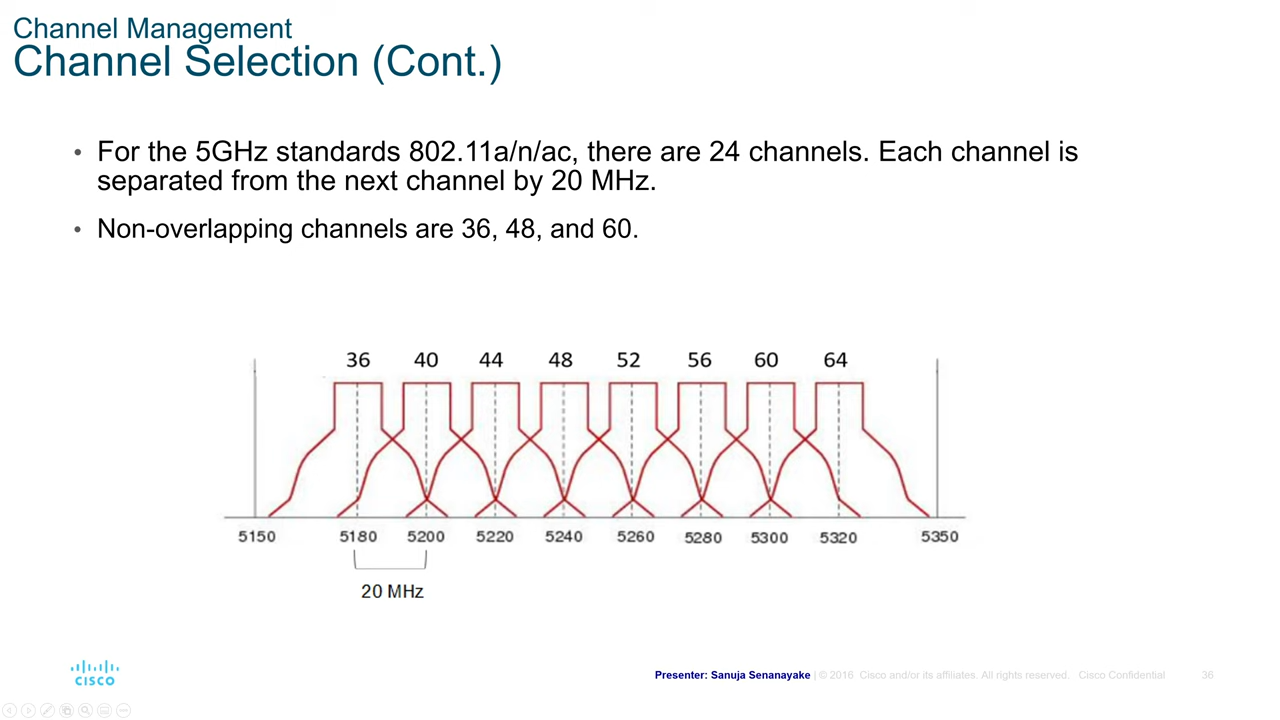 Channel Management
Channel Selection (Cont.)
• For the 5GHz standards 802.11a/n/ac, there are 24 channels. Each channel is
separated from the next channel by 20 MHz.
• Non-overlapping channels are 36, 48, and 60.
36 40 44 48 52 56 60 64
5150 5180 5200 5220 5240 5260 5280 5300 5320 5350
20 MHz
CISCO
Presenter: Sanuja Senanayake | © 2016 Cisco and/or its affiliates. All rights reserved. Cisco Confidential 36